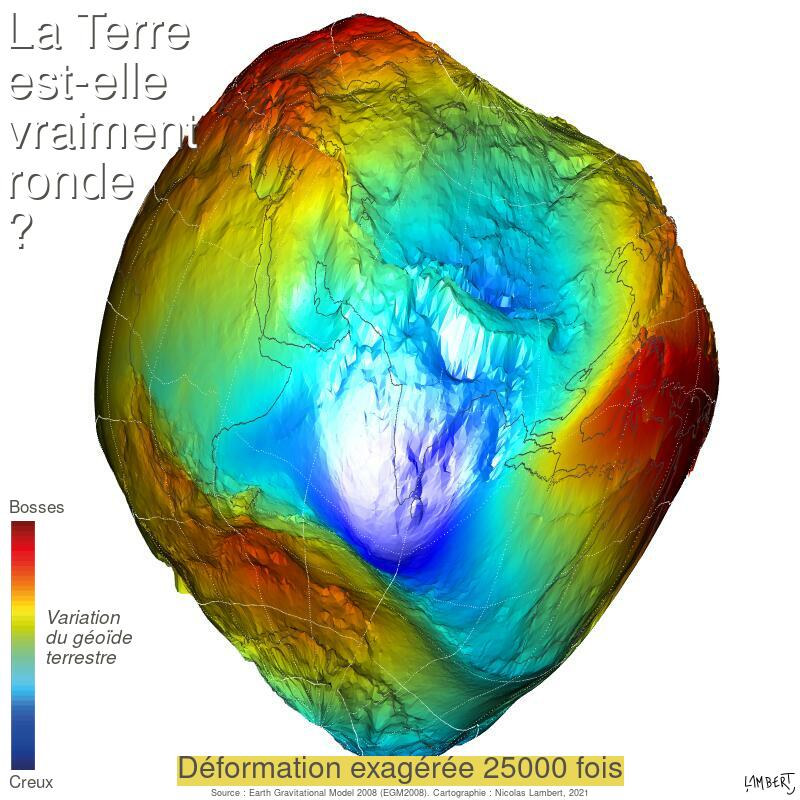 La Terre
est-elle
vraiment
ronde
?
Bosses
Variation
du géoïde
terrestre
Creux
Déformation exagérée 25000 fois
Source : Earth Gravitational Model 2008 (EGM2008). Cartographie : Nicolas Lambert, 2021
LAMBERT